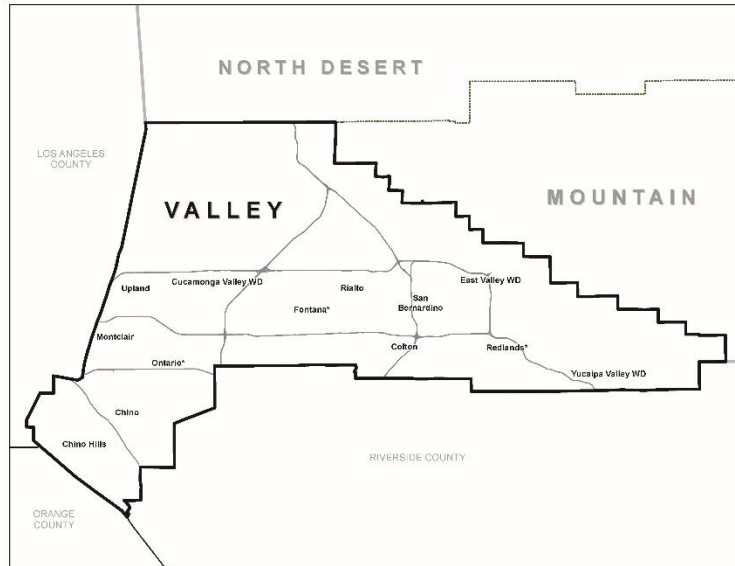 NORTH DESERT
LOS ANGELES
COUNTY
MOUNTAIN
VALLEY
Upland
Cucamonga Valley WD
Rialto
East Valley WD
Fontana*
San
Bernardino
Montclair
Colton
Redlands*
Ontario*
Yucaipa Valley WD
Chino
Chino Hills
RIVERSIDE COUNTY
ORANGE
COUNTY